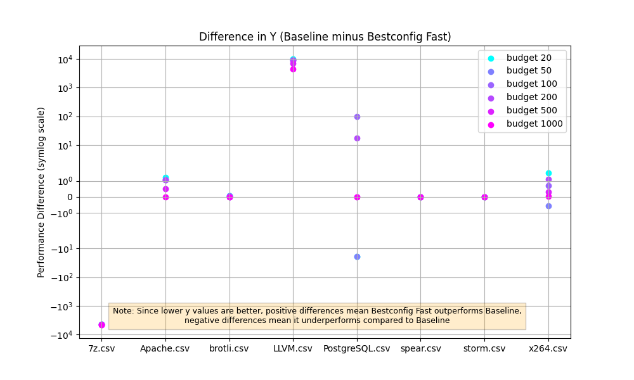 Difference in Y (Baseline minus Bestconfig Fast)
Performance Difference (symlog scale)
10⁴
10³
10²
10¹
10⁰
0
−10⁰
−10¹
−10²
−10³
−10⁴
budget 20
budget 50
budget 100
budget 200
budget 500
budget 1000
Note: Since lower y values are better, positive differences mean Bestconfig Fast outperforms Baseline,
negative differences mean it underperforms compared to Baseline
7z.csv Apache.csv brotli.csv LLVM.csv PostgreSQL.csv spear.csv storm.csv x264.csv